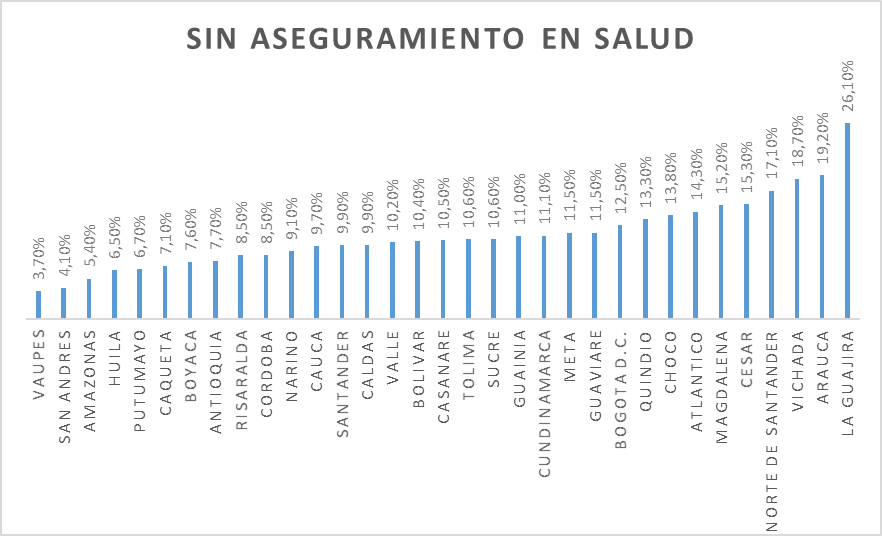 SIN ASEGURAMIENTO EN SALUD
3,70%
4,10%
5,40%
6,50%
6,70%
7,10%
7,60%
7,70%
8,50%
8,50%
9,10%
9,70%
9,90%
9,90%
10,20%
10,40%
10,50%
10,60%
10,60%
11,00%
11,10%
11,50%
11,50%
12,50%
13,30%
13,80%
14,30%
15,20%
15,30%
17,10%
18,70%
19,20%
26,10%
VAUPES
SAN ANDRES
AMAZONAS
HUILA
PUTUMAYO
CAQUETA
BOYACA
ANTIOQUIA
RISARALDA
CORDOBA
NARINO
CAUCA
SANTANDER
CALDAS
VALLE
BOLIVAR
CASANARE
TOLIMA
SUCRE
GUAINIA
CUNDINAMARCA
META
GUAVIARE
BOGOTA D.C.
QUINDIO
CHOCO
ATLANTICO
MAGDALENA
CESAR
NORTE DE SANTANDER
VICHADA
ARAUCA
LA GUAJIRA